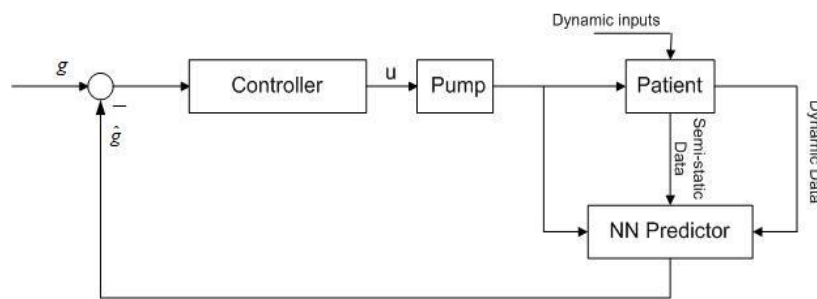 Dynamic inputs
g
Controller
u
Pump
Patient
−
ĝ
Semi-static
Data
Dynamic Data
NN Predictor